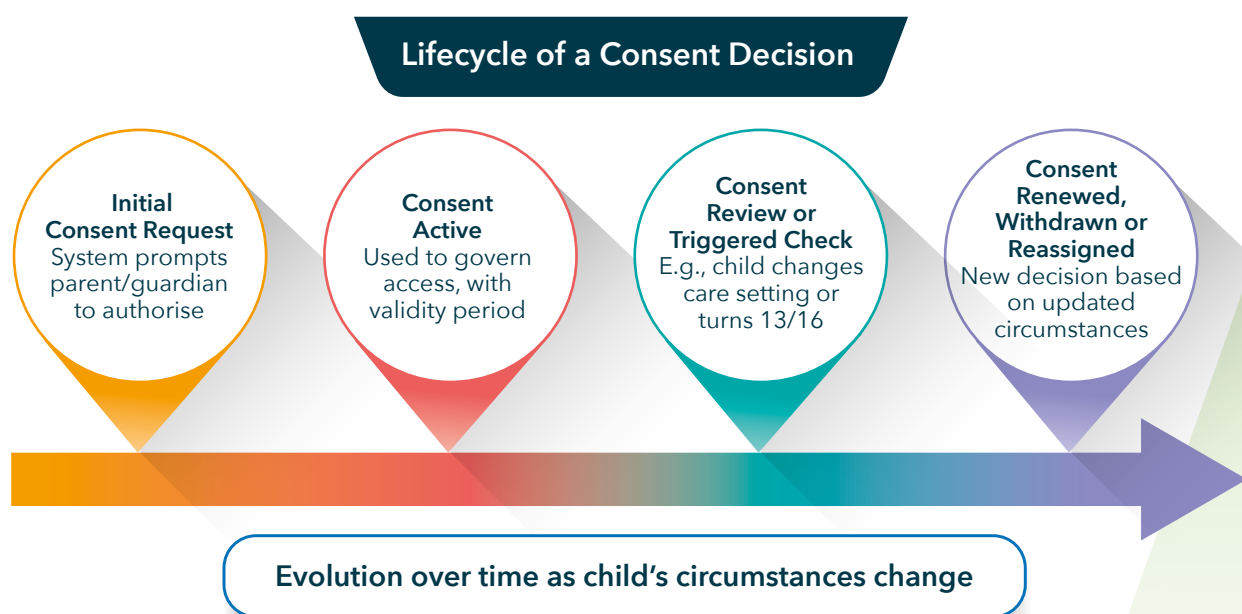 Lifecycle of a Consent Decision
Initial
Consent Request
System prompts
parent/guardian
to authorise
Consent
Active
Used to govern
access, with
validity period
Consent
Review or
Triggered Check
E.g., child changes
care setting or
turns 13/16
Consent
Renewed,
Withdrawn or
Reassigned
New decision based
on updated
circumstances
Evolution over time as child's circumstances change